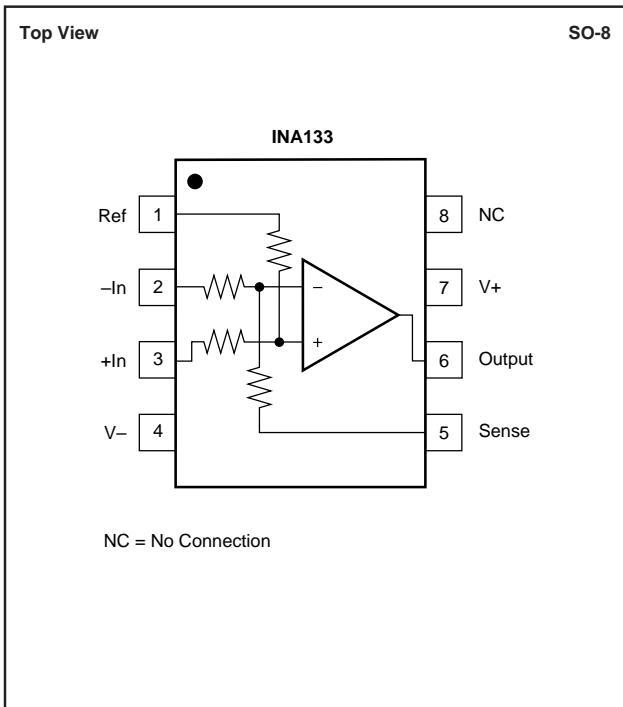 Top View SO-8
INA133
Ref 1 8 NC
–In 2 – 7 V+
+In 3 + 6 Output
V– 4 5 Sense
NC = No Connection